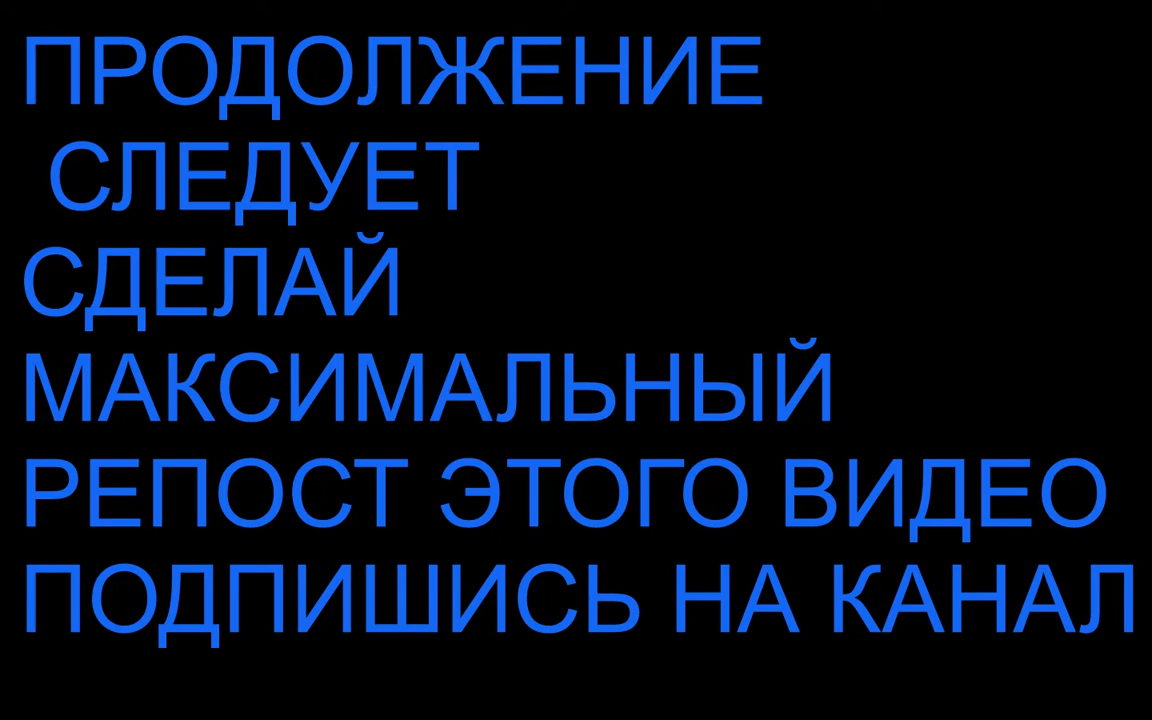 ПРОДОЛЖЕНИЕ
СЛЕДУЕТ
СДЕЛАЙ
МАКСИМАЛЬНЫЙ
РЕПОСТ ЭТОГО ВИДЕО
ПОДПИШИСЬ НА КАНАЛ